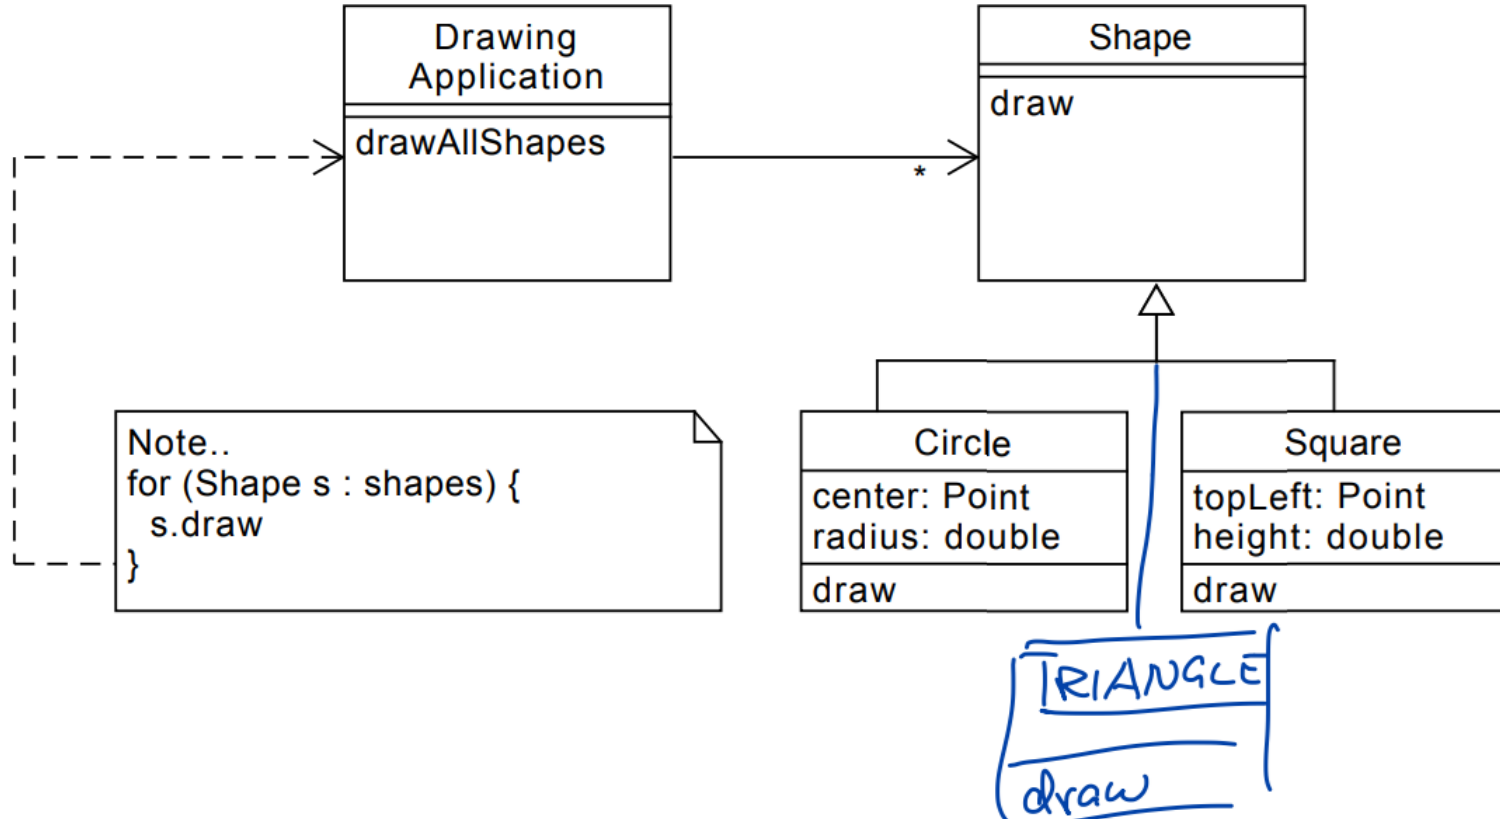 Drawing
Application
drawAllShapes
*
Shape
draw
Note..
for (Shape s : shapes) {
s.draw
}
Circle
center: Point
radius: double
draw
Square
topLeft: Point
height: double
draw
TRIANGLE
draw